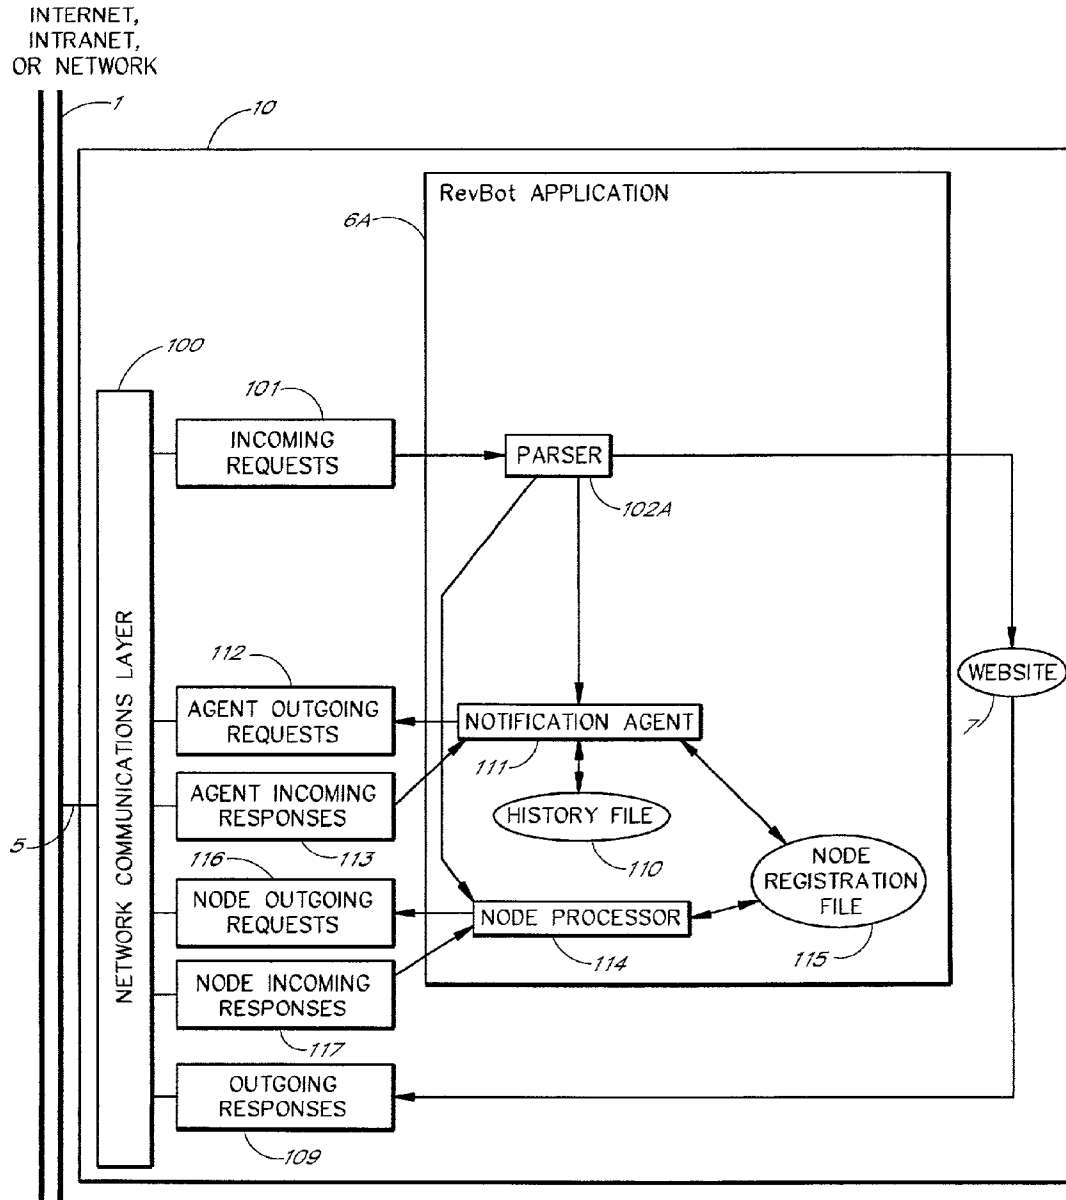 INTERNET,
INTRANET,
OR NETWORK
1
10
RevBot APPLICATION
6A
100
101
INCOMING
REQUESTS
PARSER
102A
NETWORK COMMUNICATIONS LAYER
112
AGENT OUTGOING
REQUESTS
NOTIFICATION AGENT
111
WEBSITE
7
AGENT INCOMING
RESPONSES
113
HISTORY FILE
110
5
116
NODE OUTGOING
REQUESTS
NODE PROCESSOR
114
NODE
REGISTRATION
FILE
115
NODE INCOMING
RESPONSES
117
OUTGOING
RESPONSES
109